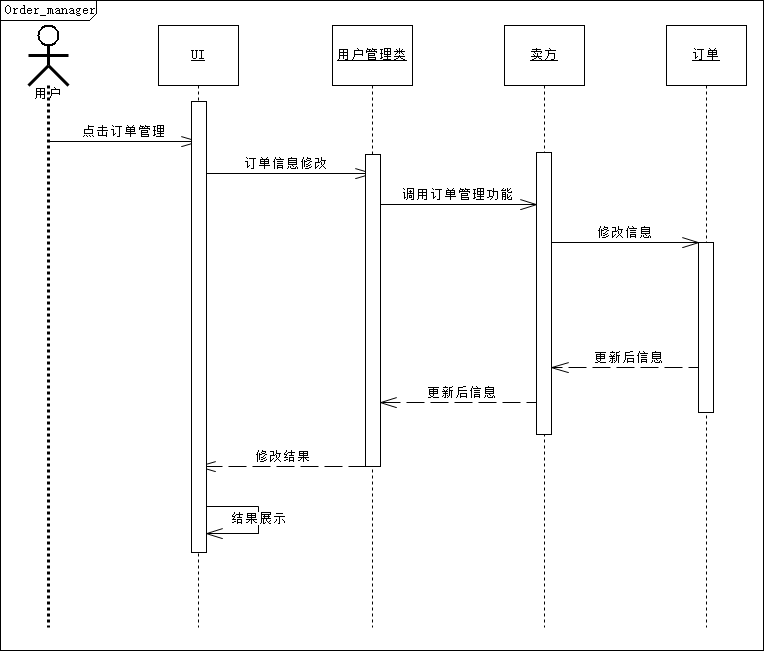 Order_manager
用户
UI
用户管理类
卖方
订单
点击订单管理
订单信息修改
调用订单管理功能
修改信息
更新后信息
更新后信息
修改结果
结果展示